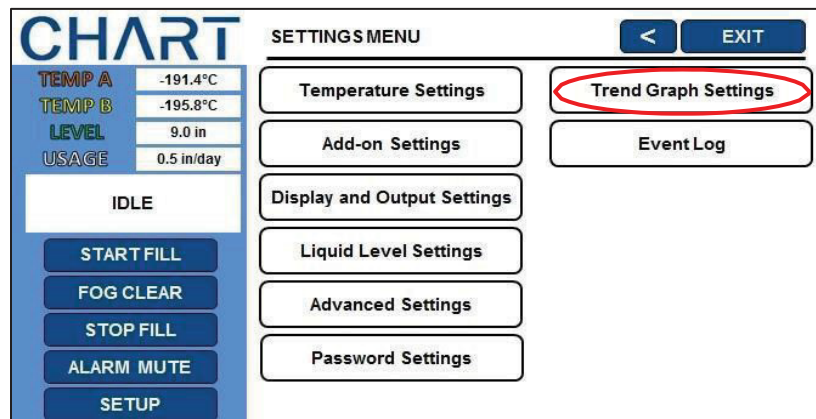 CHART
TEMP A -191.4°C
TEMP B -195.8°C
LEVEL 9.0 in
USAGE 0.5 in/day
IDLE
START FILL
FOG CLEAR
STOP FILL
ALARM MUTE
SETUP
SETTINGS MENU
< EXIT
Temperature Settings
Add-on Settings
Display and Output Settings
Liquid Level Settings
Advanced Settings
Password Settings
Trend Graph Settings
Event Log